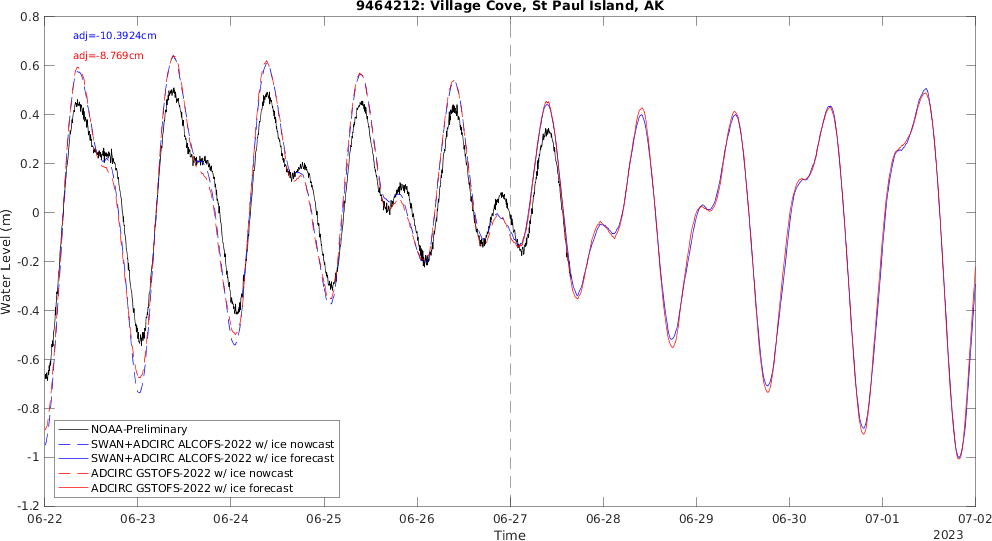 9464212: Village Cove, St Paul Island, AK
adj=-10.3924cm
adj=-8.769cm
Water Level (m)
0.8
0.6
0.4
0.2
0
-0.2
-0.4
-0.6
-0.8
-1
-1.2
NOAA-Preliminary
SWAN+ADCIRC ALCOFS-2022 w/ ice nowcast
SWAN+ADCIRC ALCOFS-2022 w/ ice forecast
ADCIRC GSTOFS-2022 w/ ice nowcast
ADCIRC GSTOFS-2022 w/ ice forecast
06-22 06-23 06-24 06-25 06-26 06-27 06-28 06-29 06-30 07-01 07-02
Time
2023